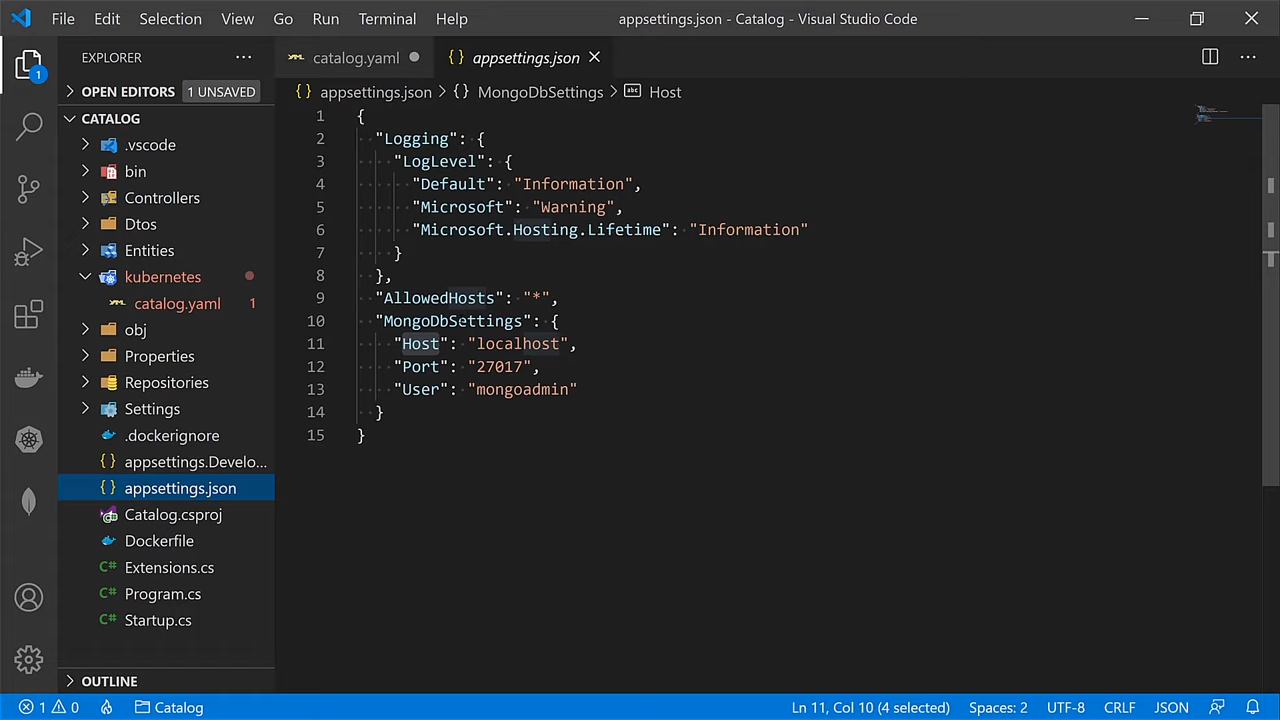 File Edit Selection View Go Run Terminal Help appsettings.json - Catalog - Visual Studio Code
EXPLORER
catalog.yaml
{} appsettings.json
1
OPEN EDITORS 1 UNSAVED
{} appsettings.json > {} MongoDbSettings > abc Host
CATALOG
.vscode
bin
Controllers
Dtos
Entities
kubernetes
catalog.yaml 1
obj
Properties
Repositories
Settings
.dockerignore
{} appsettings.Develo...
{} appsettings.json
Catalog.csproj
Dockerfile
C# Extensions.cs
C# Program.cs
C# Startup.cs
OUTLINE
1 {
2 "Logging": {
3 "LogLevel": {
4 "Default": "Information",
5 "Microsoft": "Warning",
6 "Microsoft.Hosting.Lifetime": "Information"
7 }
8 },
9 "AllowedHosts": "*",
10 "MongoDbSettings": {
11 "Host": "localhost",
12 "Port": "27017",
13 "User": "mongoadmin"
14 }
15 }
1 0 Catalog Ln 11, Col 10 (4 selected) Spaces: 2 UTF-8 CRLF JSON